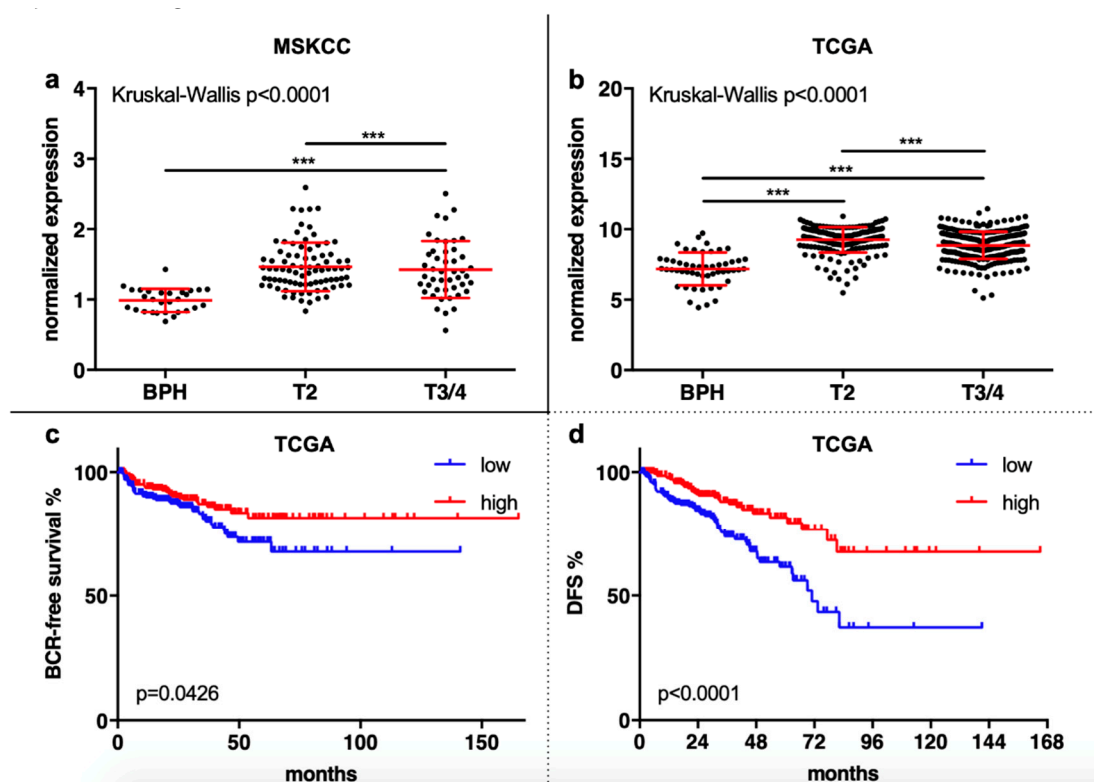 MSKCC
a
Kruskal-Wallis p<0.0001
normalized expression
4
3
2
1
0
***
***
BPH
T2
T3/4
TCGA
b
Kruskal-Wallis p<0.0001
normalized expression
20
15
10
5
0
***
***
***
BPH
T2
T3/4
c
TCGA
low
high
BCR-free survival %
100
50
0
p=0.0426
0
50
100
150
months
d
TCGA
low
high
DFS %
100
50
0
p<0.0001
0
24
48
72
96
120
144
168
months